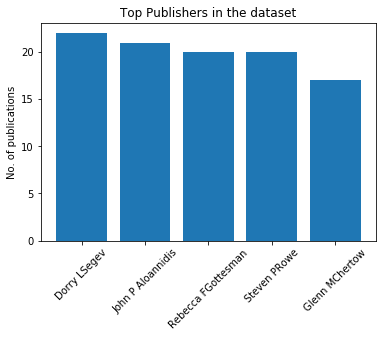 Top Publishers in the dataset
No. of publications
20
15
10
5
0
Dorry LSegev
John P AIoannidis
Rebecca FGottesman
Steven PRowe
Glenn MChertow